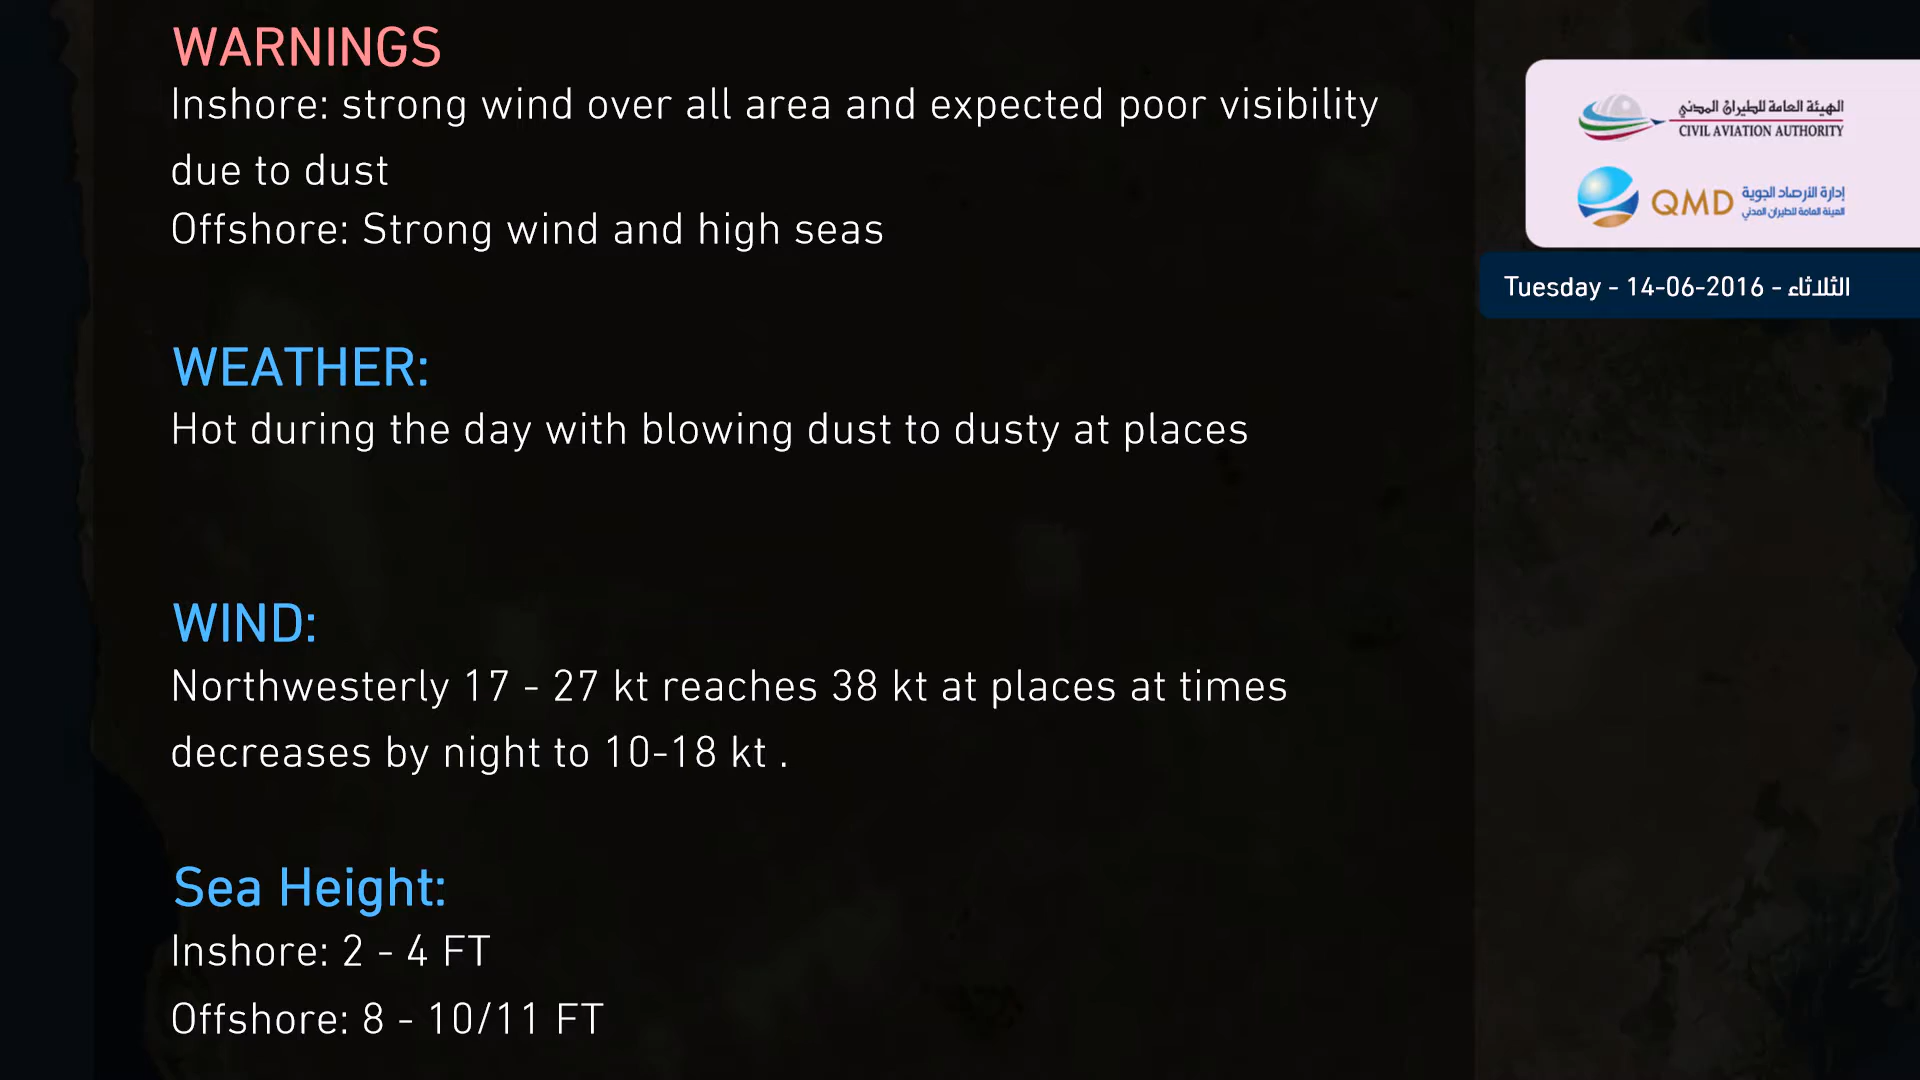 WARNINGS
Inshore: strong wind over all area and expected poor visibility
due to dust
Offshore: Strong wind and high seas
WEATHER:
Hot during the day with blowing dust to dusty at places
WIND:
Northwesterly 17 - 27 kt reaches 38 kt at places at times
decreases by night to 10-18 kt .
Sea Height:
Inshore: 2 - 4 FT
Offshore: 8 - 10/11 FT
الهيئة العامة للطيران المدني
CIVIL AVIATION AUTHORITY
QMD إدارة الأرصاد الجوية
الهيئة العامة للطيران المدني
Tuesday - 14-06-2016 - الثلاثاء